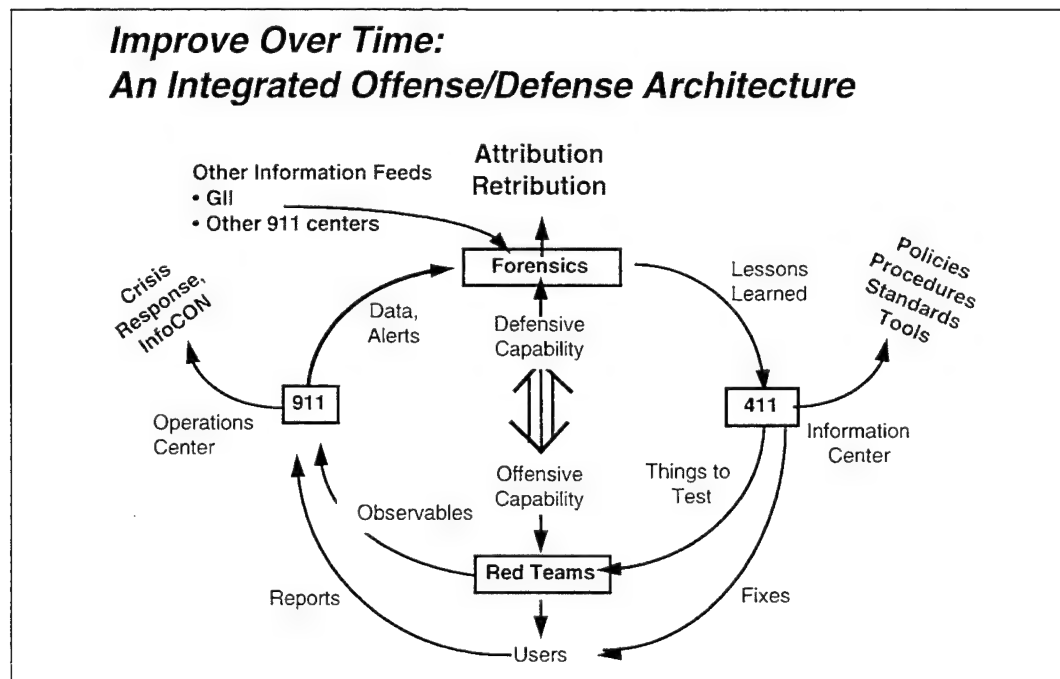 Improve Over Time:
An Integrated Offense/Defense Architecture
Attribution
Retribution
Other Information Feeds
• GII
• Other 911 centers
Forensics
Crisis
Response,
InfoCON
Data,
Alerts
Defensive
Capability
Lessons
Learned
Policies
Procedures
Standards
Tools
911
Operations
Center
411
Information
Center
Offensive
Capability
Things to
Test
Observables
Red Teams
Reports
Fixes
Users